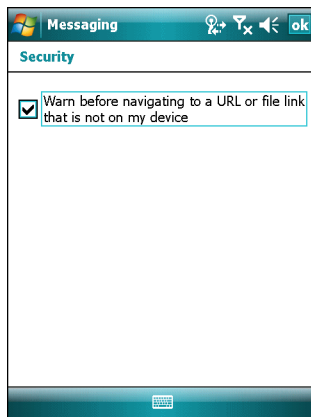 Messaging
ok
Security
Warn before navigating to a URL or file link
that is not on my device